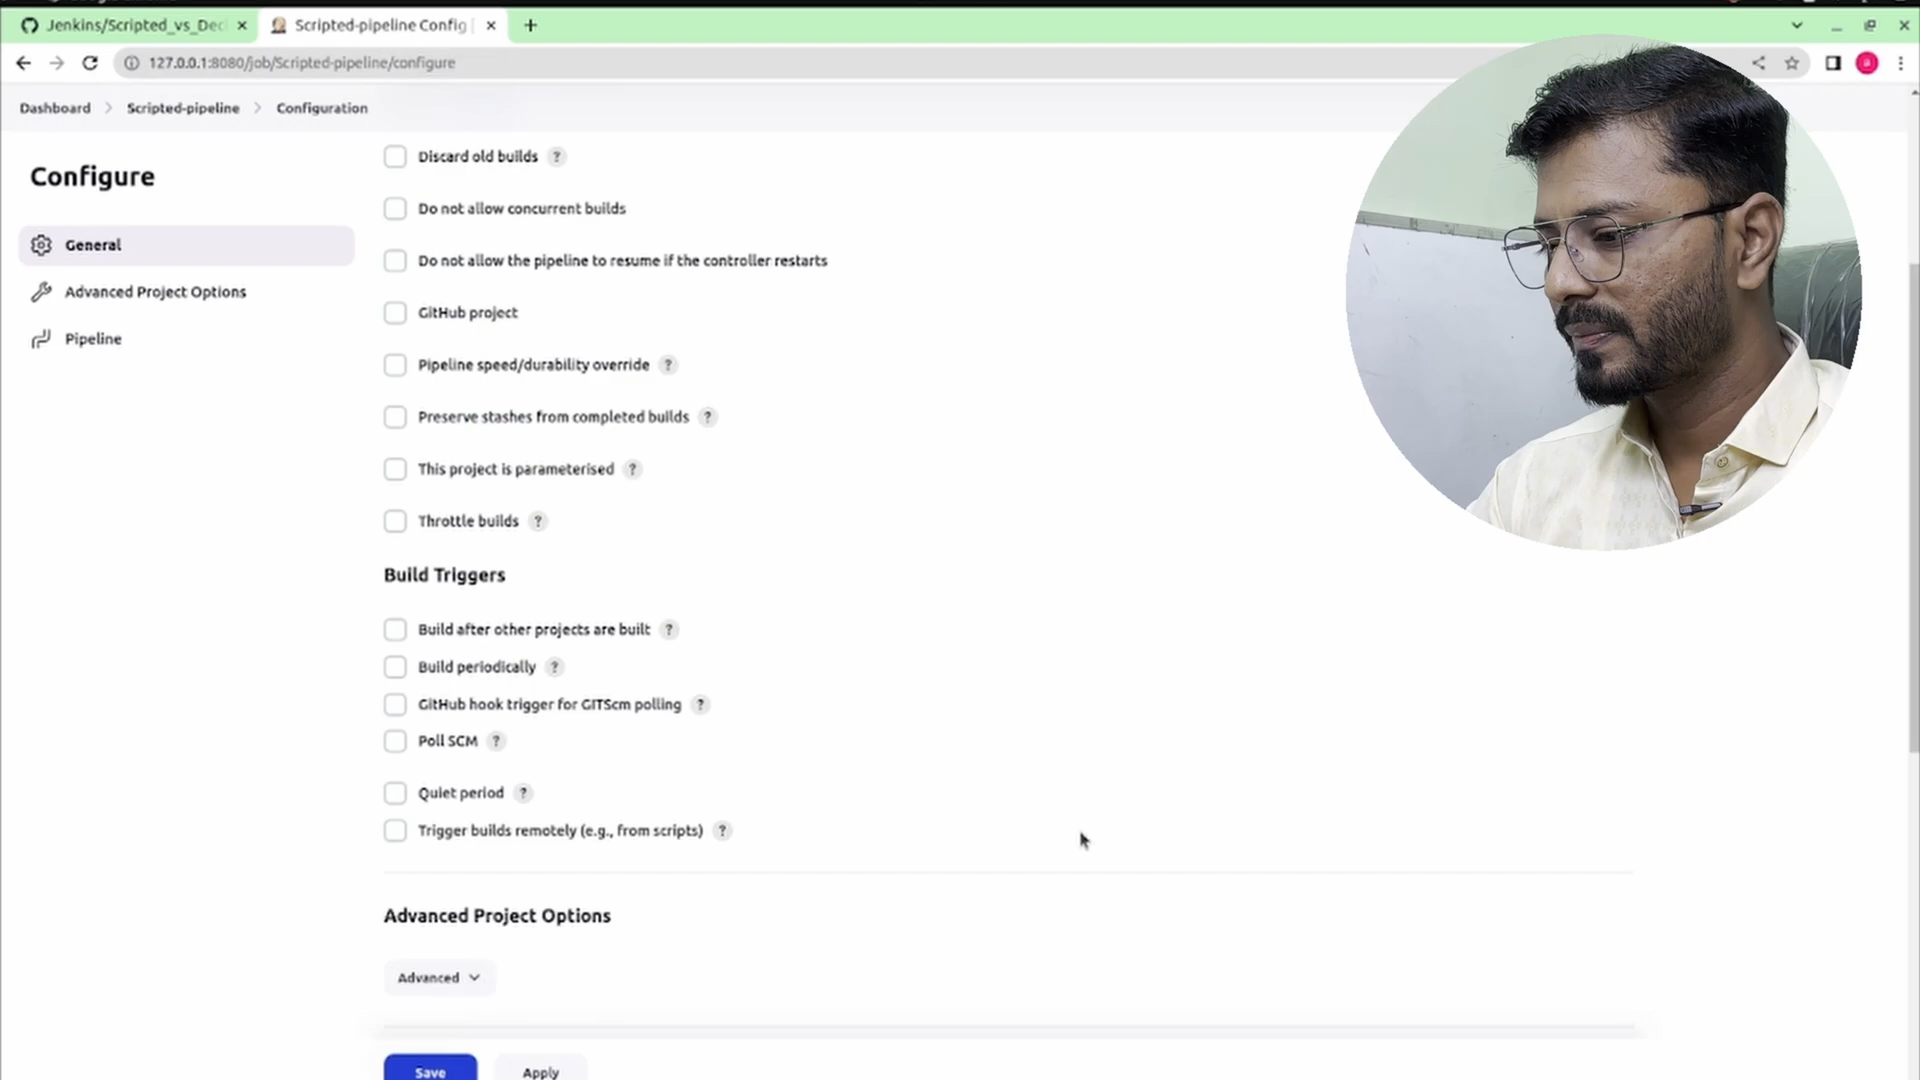 Jenkins/Scripted_vs_Dec
Scripted-pipeline Config
127.0.0.1:8080/job/Scripted-pipeline/configure
Dashboard > Scripted-pipeline > Configuration
Configure
General
Advanced Project Options
Pipeline
Discard old builds ?
Do not allow concurrent builds
Do not allow the pipeline to resume if the controller restarts
GitHub project
Pipeline speed/durability override ?
Preserve stashes from completed builds ?
This project is parameterised ?
Throttle builds ?
Build Triggers
Build after other projects are built ?
Build periodically ?
GitHub hook trigger for GITScm polling ?
Poll SCM ?
Quiet period ?
Trigger builds remotely (e.g., from scripts) ?
Advanced Project Options
Advanced
Save
Apply